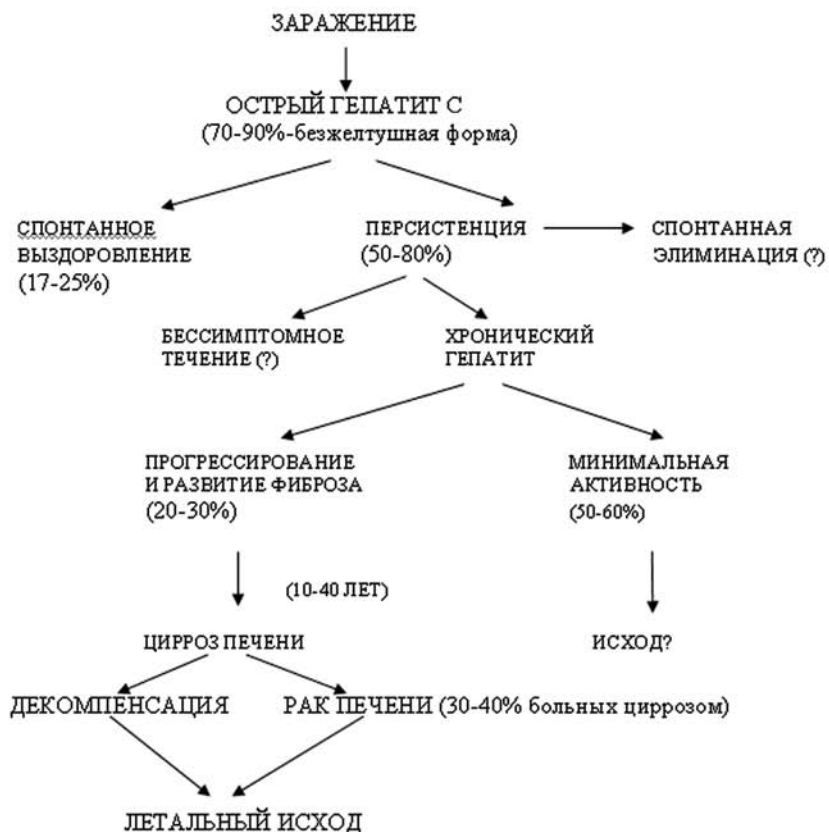 ЗАРАЖЕНИЕ
ОСТРЫЙ ГЕПАТИТ С
(70-90%-безжелтушная форма)
СПОНТАННОЕ
ВЫЗДОРОВЛЕНИЕ
(17-25%)
ПЕРСИСТЕНЦИЯ
(50-80%)
СПОНТАННАЯ
ЭЛИМИНАЦИЯ (?)
БЕССИМПТОМНОЕ
ТЕЧЕНИЕ (?)
ХРОНИЧЕСКИЙ
ГЕПАТИТ
ПРОГРЕССИРОВАНИЕ
И РАЗВИТИЕ ФИБРОЗА
(20-30%)
МИНИМАЛЬНАЯ
АКТИВНОСТЬ
(50-60%)
(10-40 ЛЕТ)
ЦИРРОЗ ПЕЧЕНИ
ИСХОД?
ДЕКОМПЕНСАЦИЯ
РАК ПЕЧЕНИ (30-40% больных циррозом)
ЛЕТАЛЬНЫЙ ИСХОД